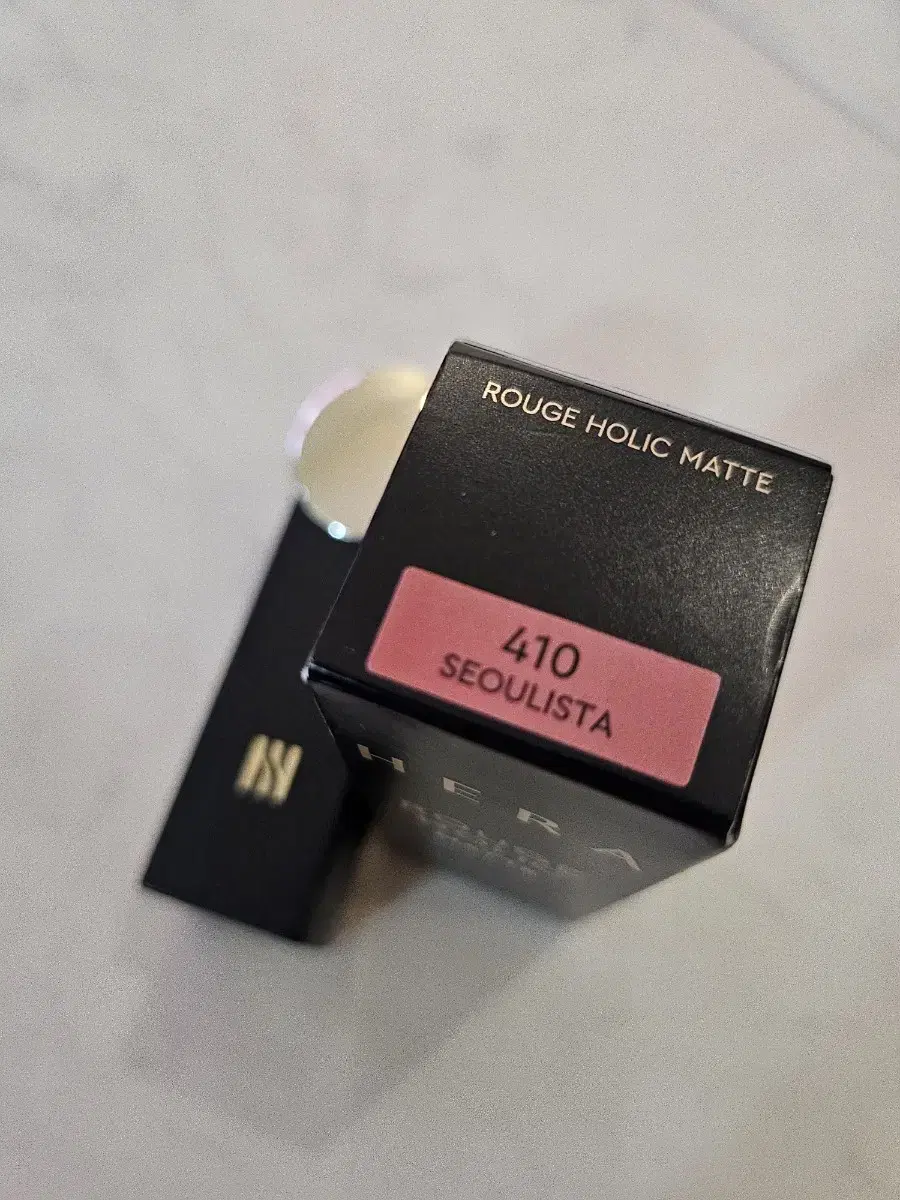 ROUGE HOLIC MATTE
410
SEOULISTA
HERA